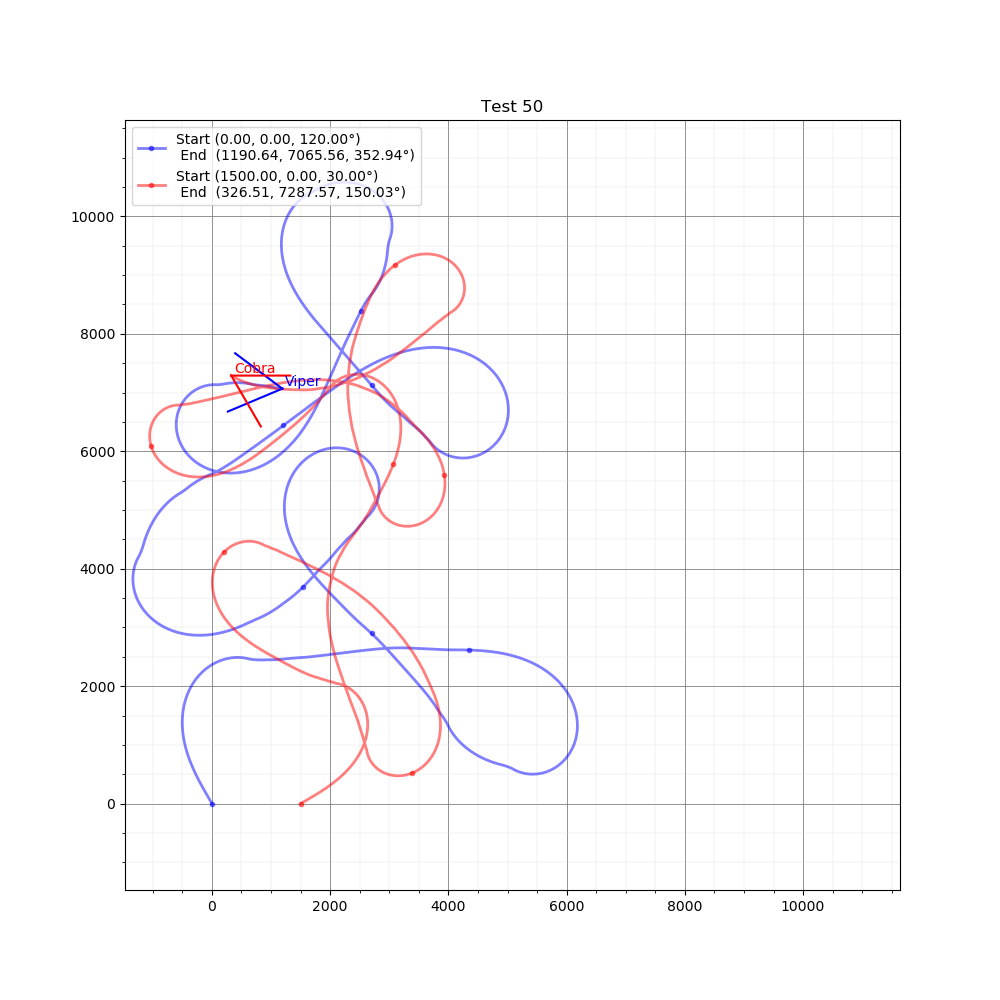 Test 50
Start (0.00, 0.00, 120.00°)
End (1190.64, 7065.56, 352.94°)
Start (1500.00, 0.00, 30.00°)
End (326.51, 7287.57, 150.03°)
10000
8000
Cobra
Viper
6000
4000
2000
0
0 2000 4000 6000 8000 10000